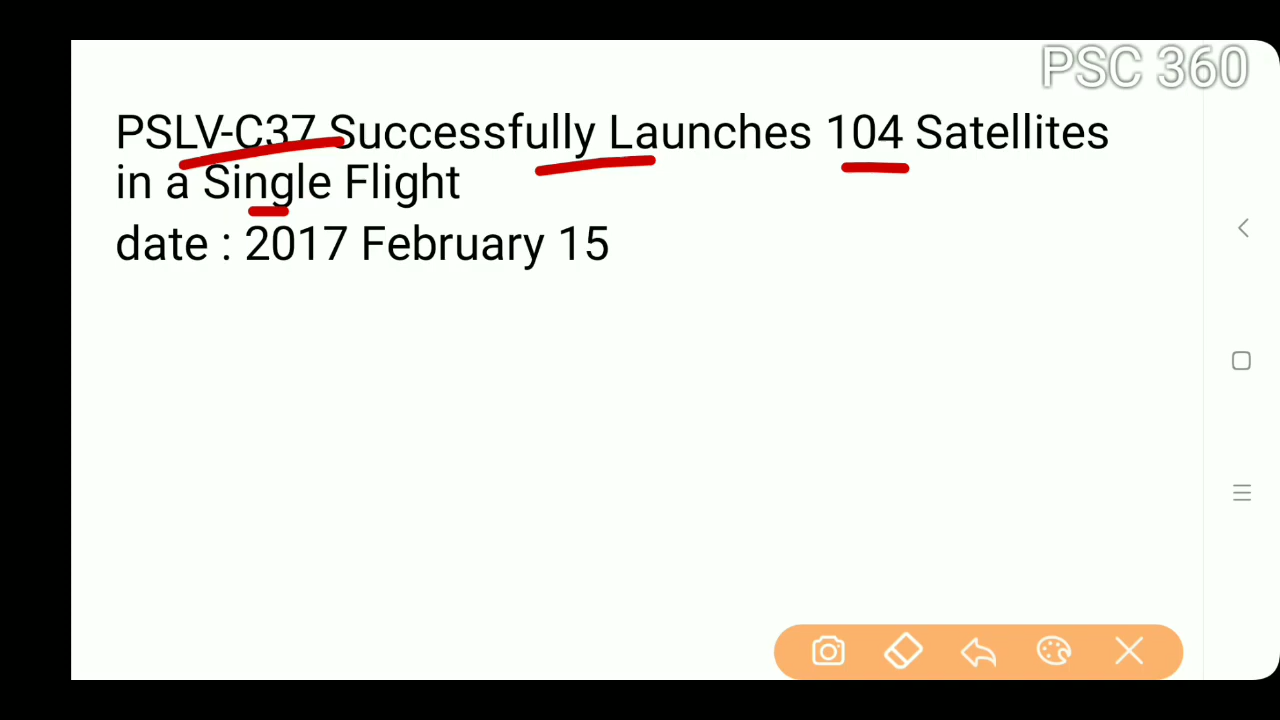 PSC 360
PSLV-C37 Successfully Launches 104 Satellites
in a Single Flight
date : 2017 February 15